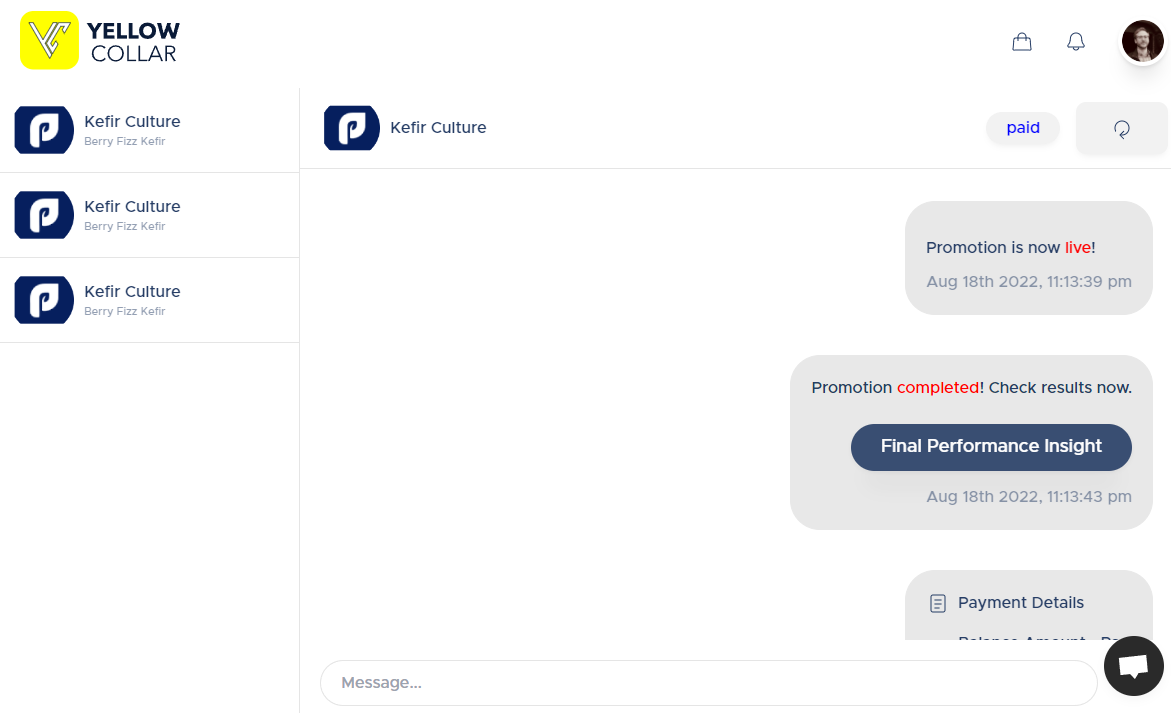 YELLOW
COLLAR
Kefir Culture
Berry Fizz Kefir
Kefir Culture
Berry Fizz Kefir
Kefir Culture
Berry Fizz Kefir
Kefir Culture
paid
Promotion is now live!
Aug 18th 2022, 11:13:39 pm
Promotion completed! Check results now.
Final Performance Insight
Aug 18th 2022, 11:13:43 pm
Payment Details
Balance Amount
Message...